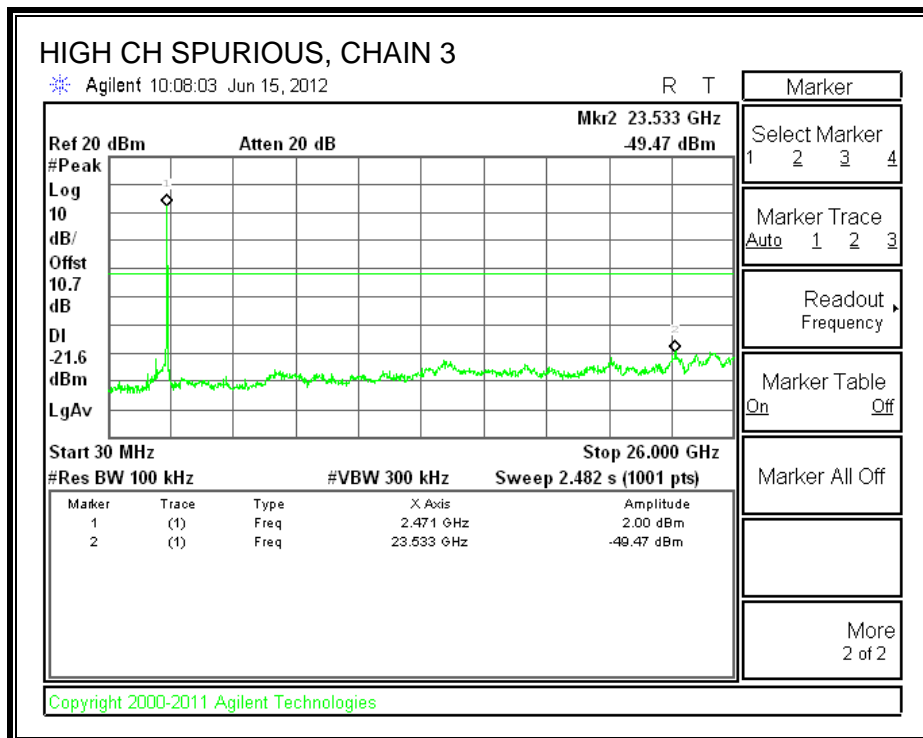 HIGH CH SPURIOUS, CHAIN 3
Agilent 10:08:03 Jun 15, 2012 R T
Mkr2 23.533 GHz
Ref 20 dBm Atten 20 dB -49.47 dBm
#Peak
Log
10
dB/
Offst
10.7
dB
DI
-21.6
dBm
LgAv
1
2
Start 30 MHz Stop 26.000 GHz
#Res BW 100 kHz #VBW 300 kHz Sweep 2.482 s (1001 pts)
Marker Trace Type X Axis Amplitude
1 (1) Freq 2.471 GHz 2.00 dBm
2 (1) Freq 23.533 GHz -49.47 dBm
Marker
Select Marker
1 2 3 4
Marker Trace
Auto 1 2 3
Readout
Frequency
Marker Table
On Off
Marker All Off
More
2 of 2
Copyright 2000-2011 Agilent Technologies